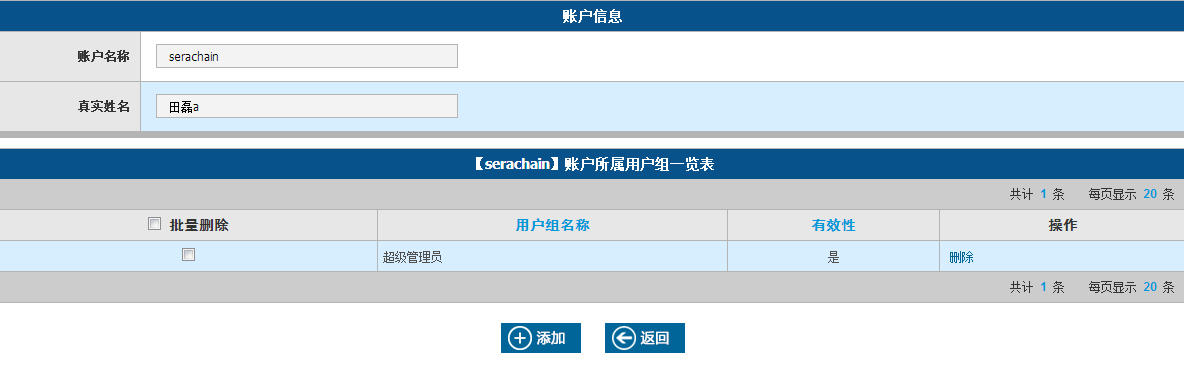 账户信息
账户名称 serachain
真实姓名 田磊a
【serachain】账户所属用户组一览表
共计 1 条 每页显示 20 条
批量删除 用户组名称 有效性 操作
超级管理员 是 删除
共计 1 条 每页显示 20 条
添加 返回